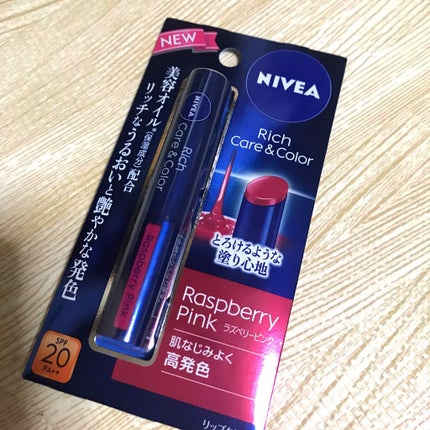 NEW
NIVEA
Rich
Care & Color
美容オイル*(保湿成分)配合
リッチなうるおいと艶やかな発色
NIVEA
Rich
Care & Color
Raspberry Pink
とろけるような
塗り心地
Raspberry
Pink
ラズベリーピンク
肌なじみよく
高発色
SPF
20
PA++